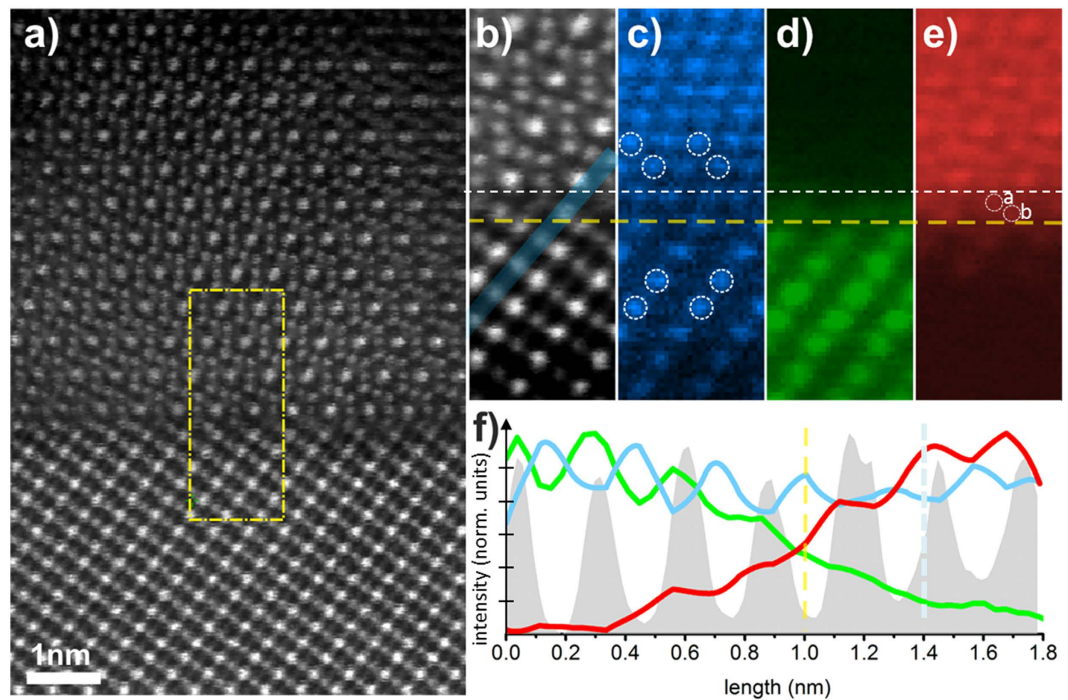 a)
1nm
b)
c)
d)
e)
a
b
f)
intensity (norm. units)
0.0 0.2 0.4 0.6 0.8 1.0 1.2 1.4 1.6 1.8
length (nm)